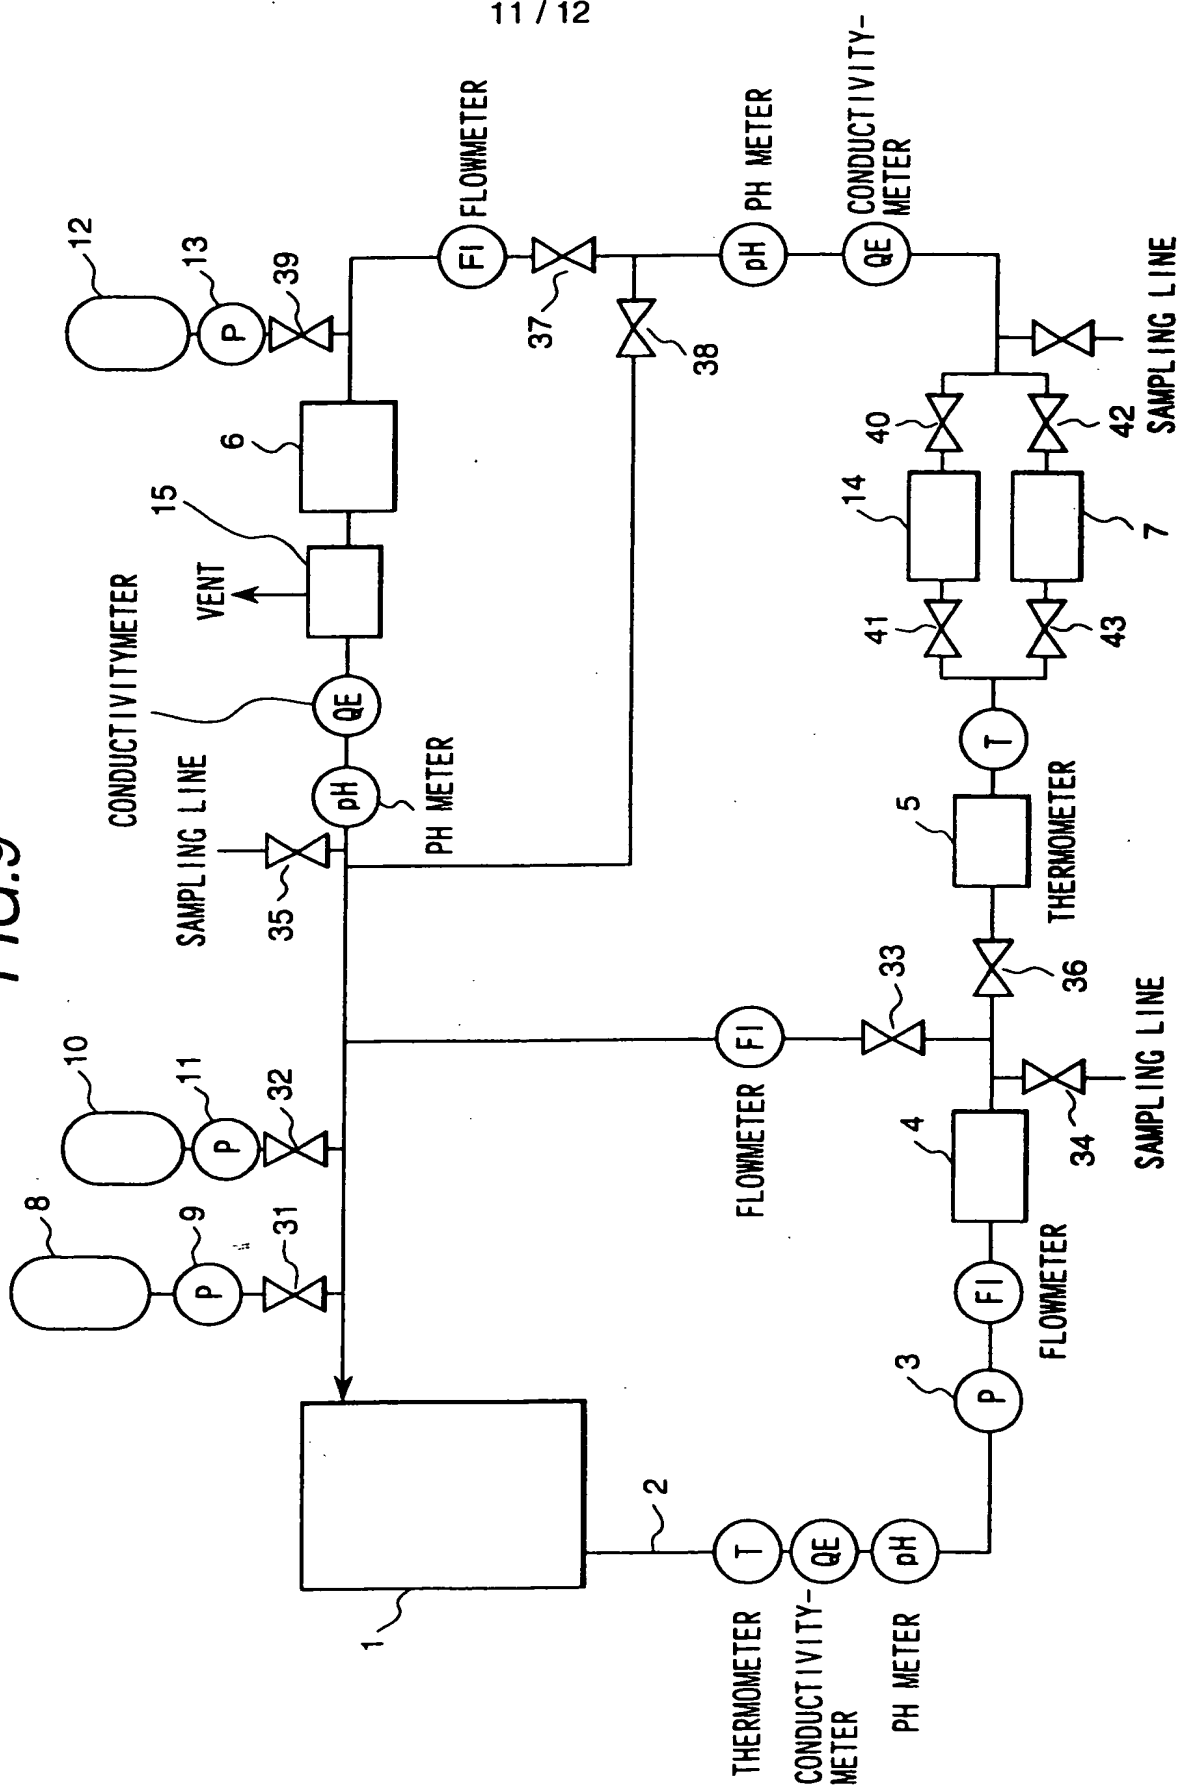 11 / 12
FIG.9
8
9
31
10
11
32
SAMPLING LINE
35
CONDUCTIVITYMETER
VENT
15
6
12
13
39
P
P
P
pH
QE
PH METER
FI
FLOWMETER
37
38
1
2
FI
FLOWMETER
33
pH
PH METER
QE
CONDUCTIVITY-
METER
T
THERMOMETER
QE
CONDUCTIVITY-
METER
pH
PH METER
3
P
FI
FLOWMETER
4
34
SAMPLING LINE
36
5
T
THERMOMETER
41
43
14
7
40
42
SAMPLING LINE